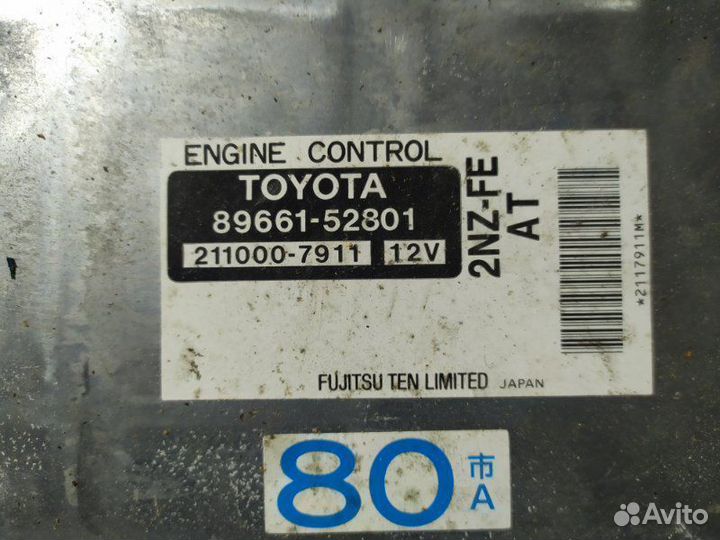 ENGINE CONTROL
TOYOTA
89661-52801
211000-7911 12V
2NZ-FE
AT
*2117911M*
FUJITSU TEN LIMITED JAPAN
80 市
A
Avito